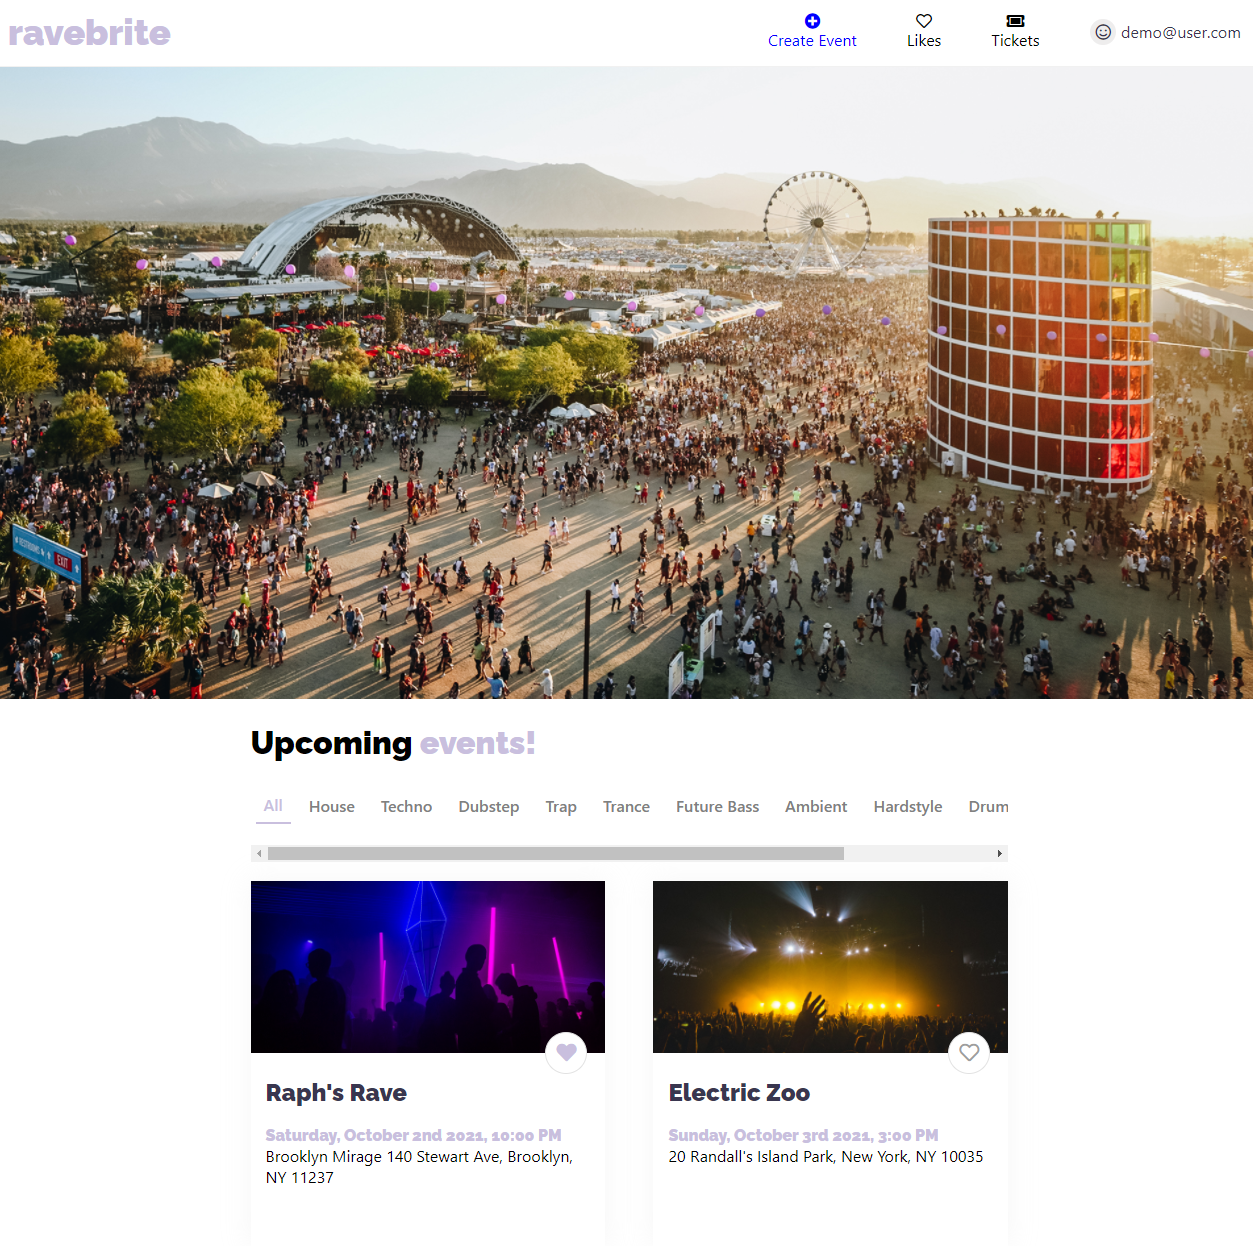 ravebrite
Create Event
Likes
Tickets
demo@user.com
RESTROOMS
EXIT
Upcoming events!
All
House
Techno
Dubstep
Trap
Trance
Future Bass
Ambient
Hardstyle
Drum
Raph's Rave
Saturday, October 2nd 2021, 10:00 PM
Brooklyn Mirage 140 Stewart Ave, Brooklyn,
NY 11237
Electric Zoo
Sunday, October 3rd 2021, 3:00 PM
20 Randall's Island Park, New York, NY 10035